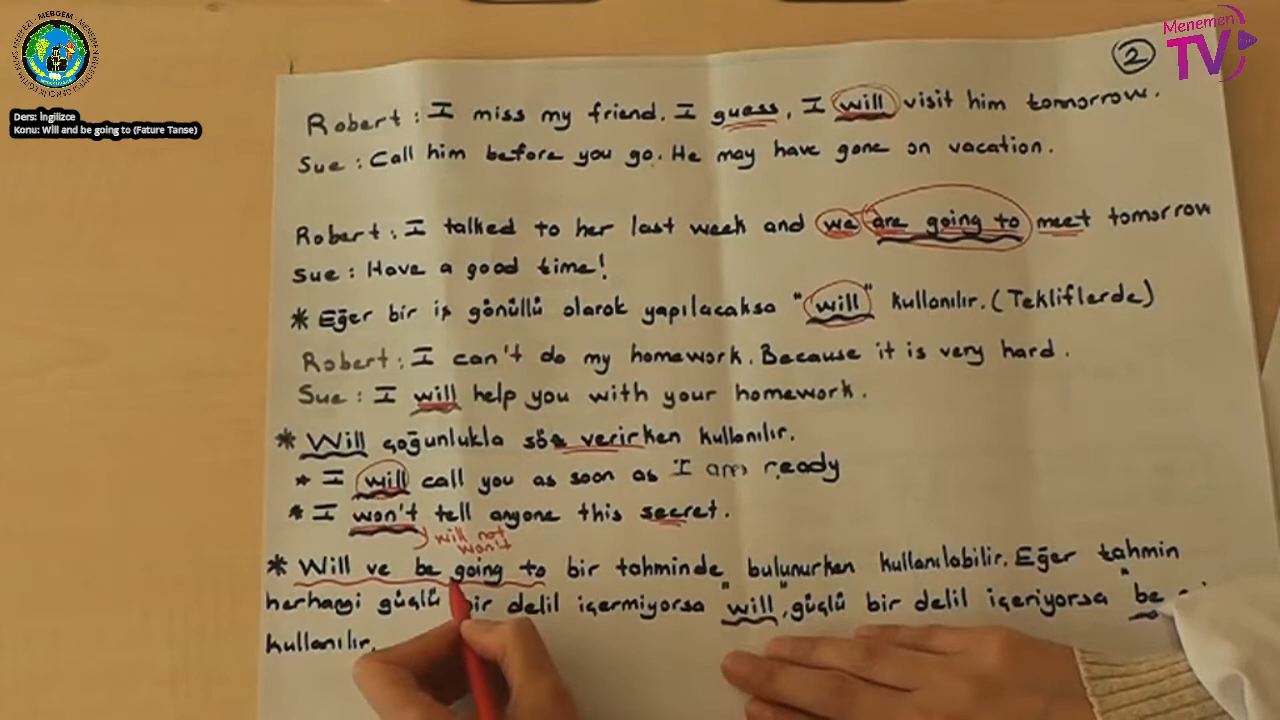 MEBGEM - MENEMEN
Menemen
TV
Ders: İngilizce
Konu: Will and be going to (Fature Tanse)
2
Robert: I miss my friend. I guess, I will visit him tomorrow.
Sue: Call him before you go. He may have gone on vacation.
Robert: I talked to her last week and we are going to meet tomorrow
Sue: Have a good time!
* Eğer bir iş gönüllü olarak yapılacaksa "will" kullanılır. (Tekliflerde)
Robert: I can't do my homework. Because it is very hard.
Sue: I will help you with your homework.
* Will çoğunlukla söz verirken kullanılır.
* I will call you as soon as I am ready
* I won't tell anyone this secret.
will not
won't
* Will ve be going to bir tahminde bulunurken kullanılabilir. Eğer tahmin
herhangi güçlü bir delil içermiyorsa "will", güçlü bir delil içeriyorsa "be
kullanılır.